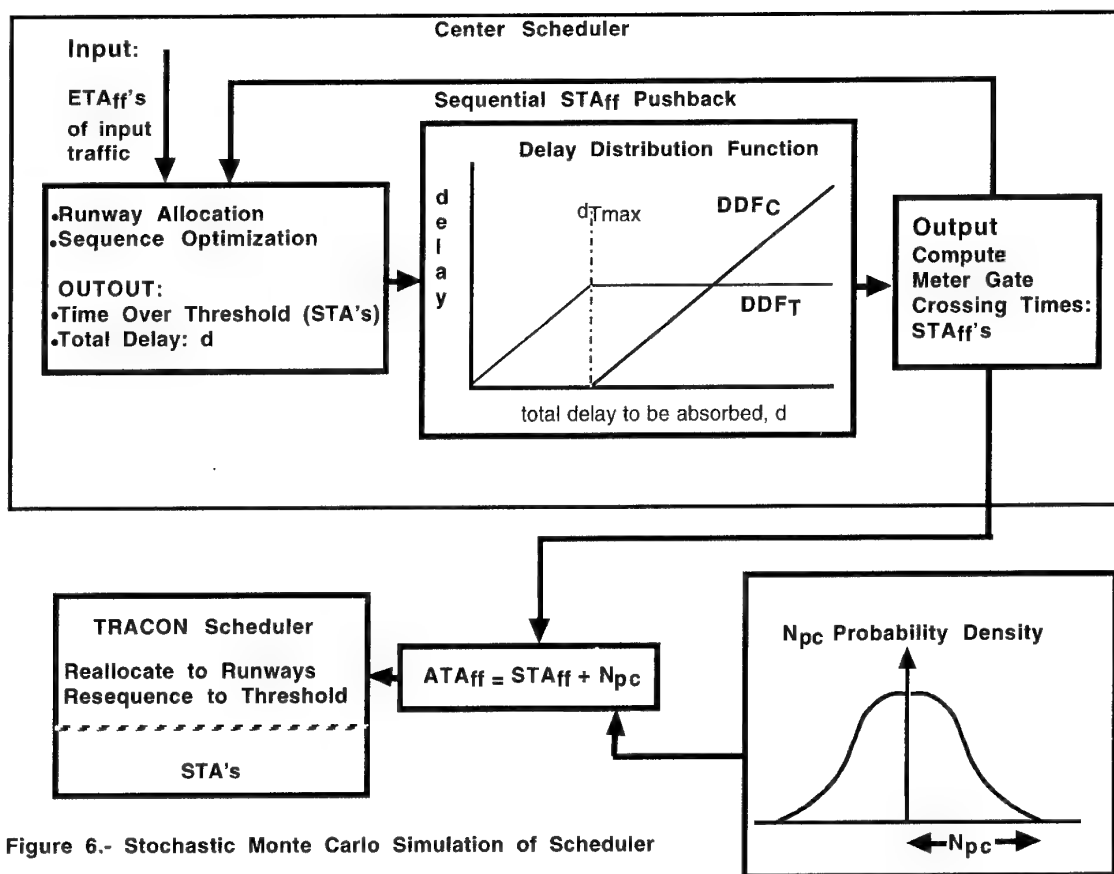 Center Scheduler
Input:
ETAff's
of input
traffic
Sequential STAff Pushback
•Runway Allocation
•Sequence Optimization
OUTOUT:
•Time Over Threshold (STA's)
•Total Delay: d
Delay Distribution Function
delay
dTmax
DDFC
DDFT
total delay to be absorbed, d
Output
Compute
Meter Gate
Crossing Times:
STAff's
TRACON Scheduler
Reallocate to Runways
Resequence to Threshold
STA's
ATAff = STAff + Npc
Npc Probability Density
Npc
Figure 6.- Stochastic Monte Carlo Simulation of Scheduler